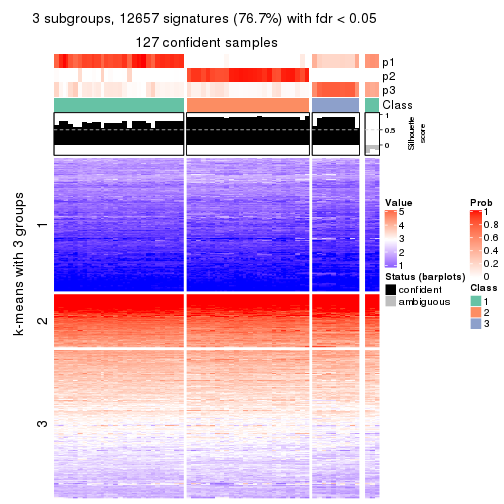 3 subgroups, 12657 signatures (76.7%) with fdr < 0.05
127 confident samples
p1
p2
p3
Class
1
0.5
0
Silhouette
score
k-means with 3 groups
1
2
3
Value
5
4
3
2
1
Status (barplots)
confident
ambiguous
Prob
1
0.8
0.6
0.4
0.2
0
Class
1
2
3